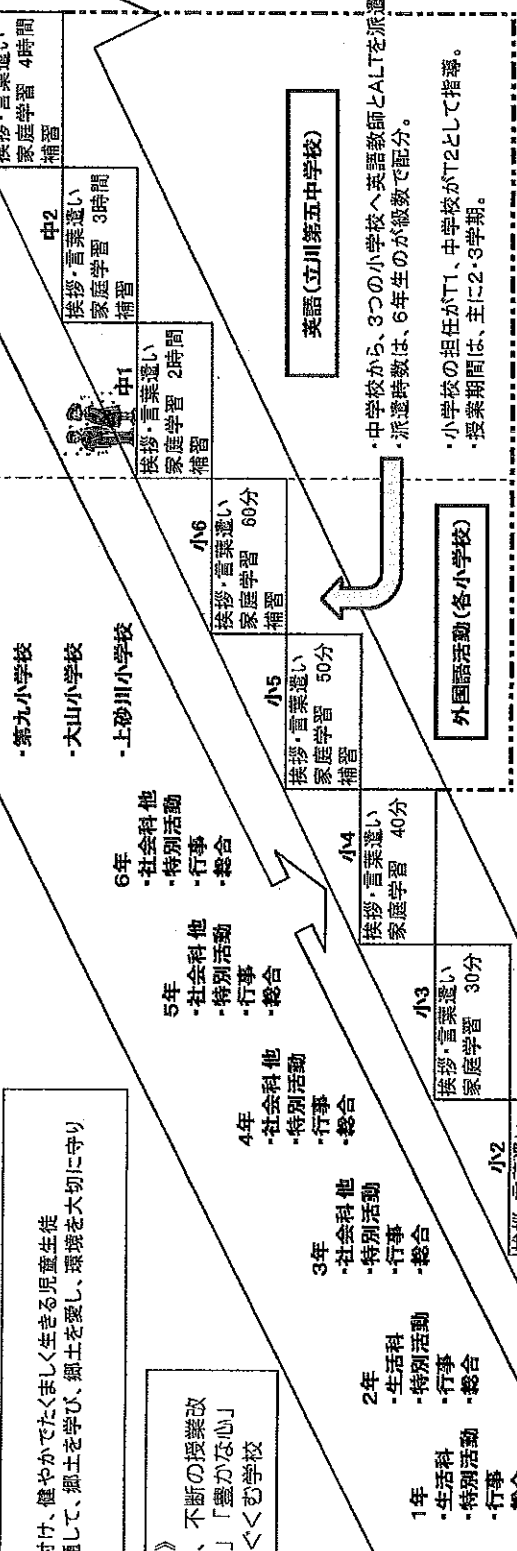 付け、健やかでたくましく生きる児童生徒
通して、郷土を学び、郷土を愛し、環境を大切に守り
》
、不断の授業改
」「豊かな心」
ぐくむ学校
・第九小学校
・大山小学校
・上砂川小学校
1年
・生活科
・特別活動
・行事
・総合
2年
・生活科
・特別活動
・行事
・総合
3年
・社会科 他
・特別活動
・行事
・総合
4年
・社会科 他
・特別活動
・行事
・総合
5年
・社会科 他
・特別活動
・行事
・総合
6年
・社会科 他
・特別活動
・行事
・総合
小2
挨拶・言葉遣い
小3
挨拶・言葉遣い
家庭学習 30分
小4
挨拶・言葉遣い
家庭学習 40分
小5
挨拶・言葉遣い
家庭学習 50分
補習
小6
挨拶・言葉遣い
家庭学習 60分
補習
中1
挨拶・言葉遣い
家庭学習 2時間
補習
中2
挨拶・言葉遣い
家庭学習 3時間
補習
挨拶・言葉遣い
家庭学習 4時間
補習
外国語活動(各小学校)
英語(立川第五中学校)
・中学校から、3つの小学校へ英語教師とALTを派遣
・派遣時数は、6年生のが級数で配分。
・小学校の担任がT1、中学校がT2として指導。
・授業期間は、主に2・3学期。